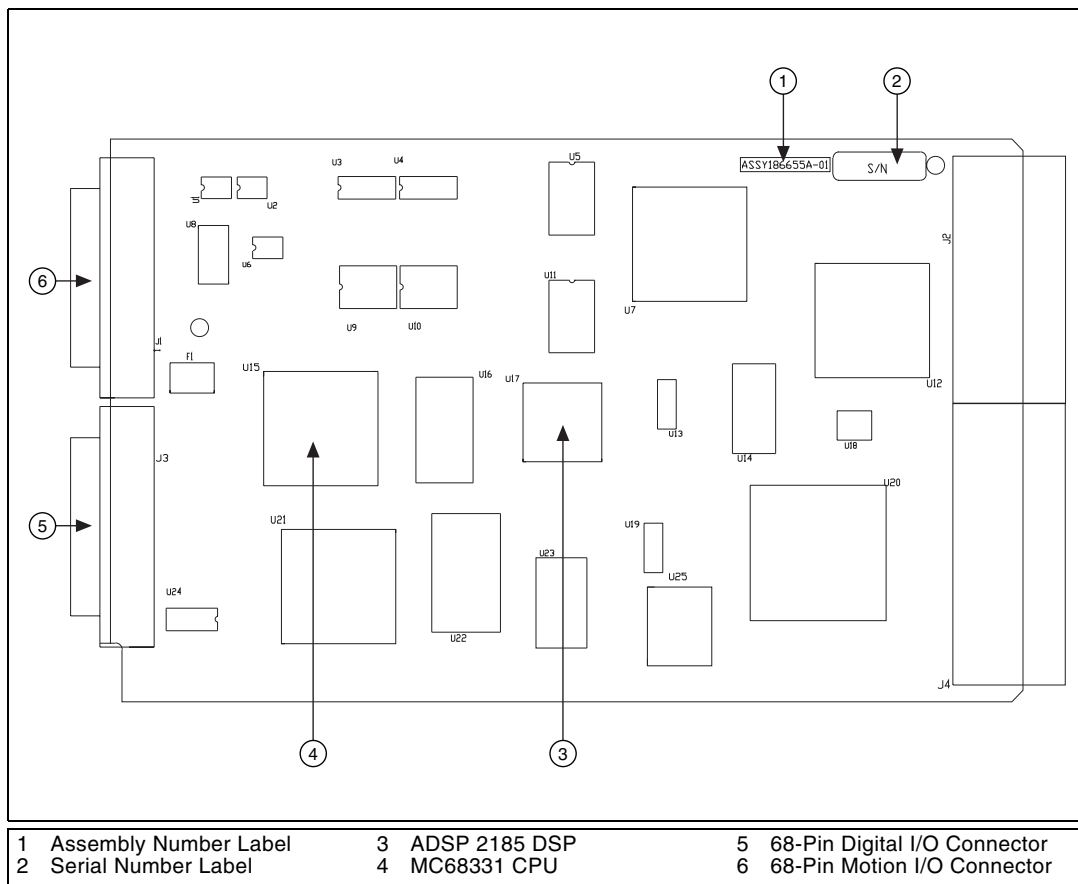 1 2
ASSY186655A-01 S/N
U3 U4 U5
U1 U2
U8
U6
J2
6
U11
U7
U9 U10
J1
1
F1
U15 U16 U17
U12
U13 U14 U18
J3
U20
5
U21
U19
U23
U25
U24
U22
J4
4 3
1 Assembly Number Label
2 Serial Number Label
3 ADSP 2185 DSP
4 MC68331 CPU
5 68-Pin Digital I/O Connector
6 68-Pin Motion I/O Connector